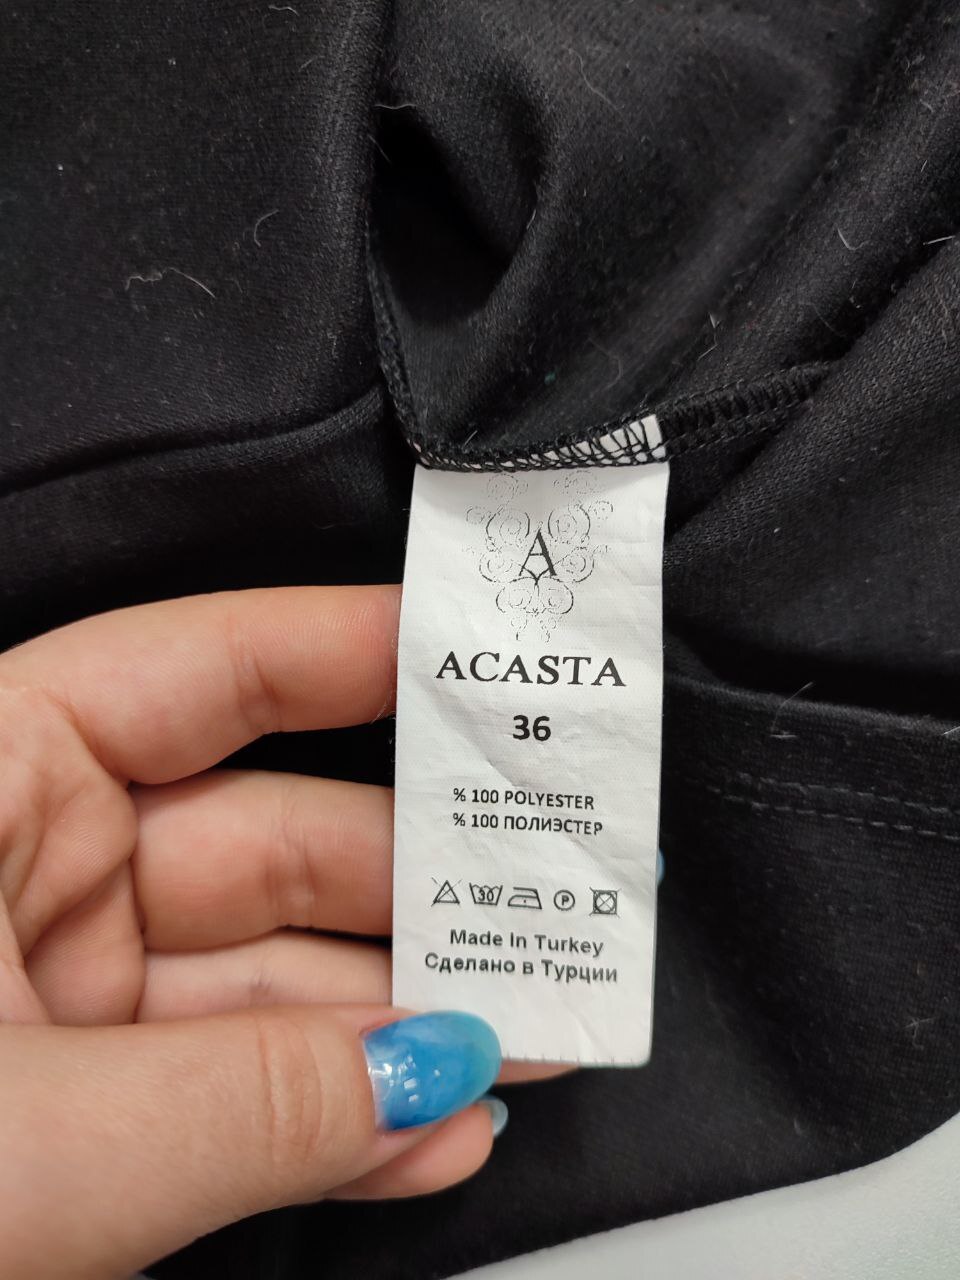 A
ACASTA
36
% 100 POLYESTER
% 100 ПОЛИЭСТЕР
30 P
Made In Turkey
Сделано в Турции